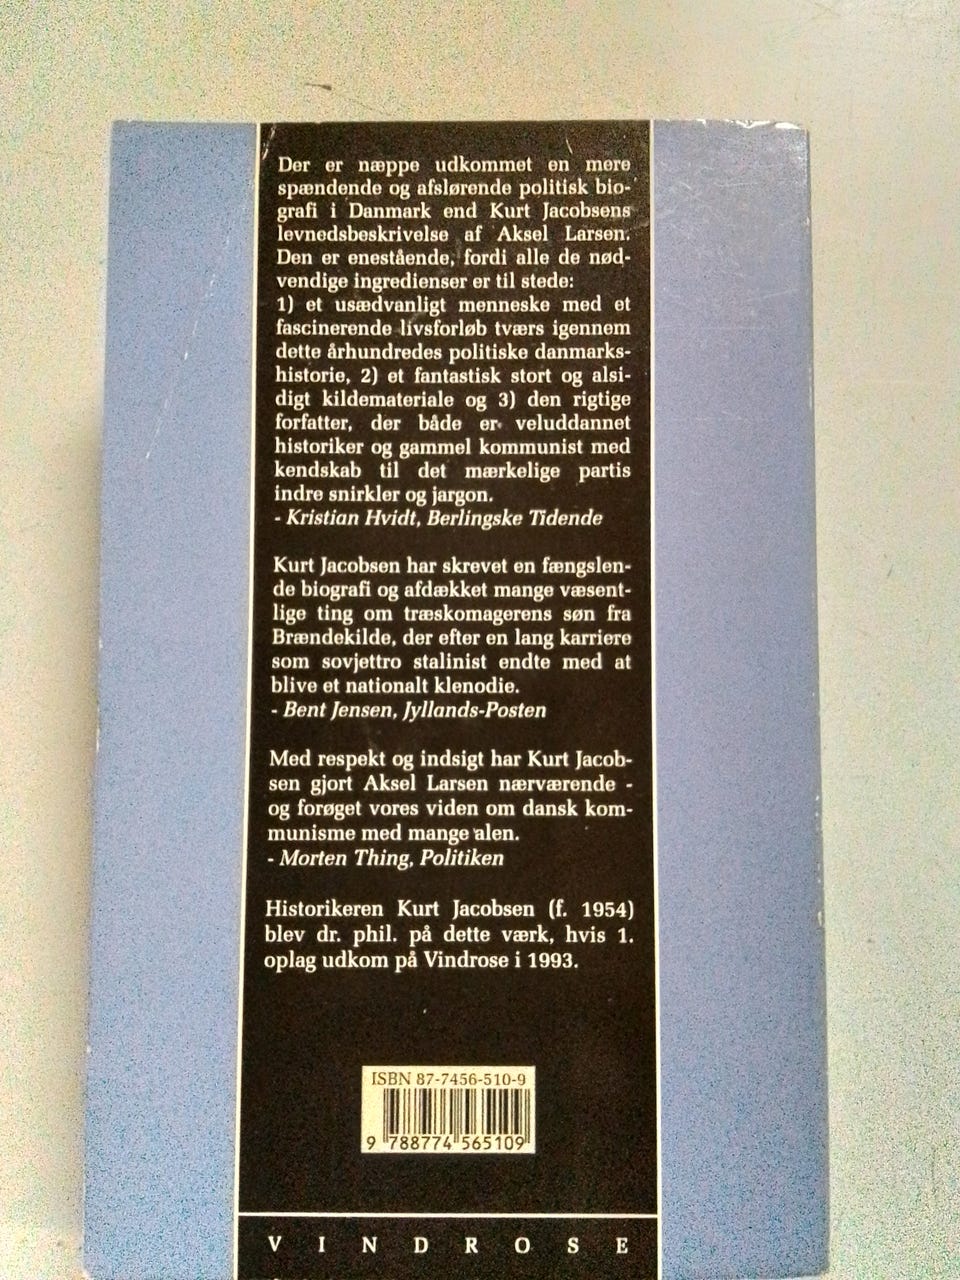 Der er næppe udkommet en mere
spændende og afslørende politisk bio-
grafi i Danmark end Kurt Jacobsens
levnedsbeskrivelse af Aksel Larsen.
Den er enestående, fordi alle de nød-
vendige ingredienser er til stede:
1) et usædvanligt menneske med et
fascinerende livsforløb tværs igennem
dette århundredes politiske danmarks-
historie, 2) et fantastisk stort og alsi-
digt kildemateriale og 3) den rigtige
forfatter, der både er veluddannet
historiker og gammel kommunist med
kendskab til det mærkelige partis
indre snirkler og jargon.
- Kristian Hvidt, Berlingske Tidende
Kurt Jacobsen har skrevet en fængslen-
de biografi og afdækket mange væsent-
lige ting om træskomagerens søn fra
Brændekilde, der efter en lang karriere
som sovjettro stalinist endte med at
blive et nationalt klenodie.
- Bent Jensen, Jyllands-Posten
Med respekt og indsigt har Kurt Jacob-
sen gjort Aksel Larsen nærværende -
og forøget vores viden om dansk kom-
munisme med mange alen.
- Morten Thing, Politiken
Historikeren Kurt Jacobsen (f. 1954)
blev dr. phil. på dette værk, hvis 1.
oplag udkom på Vindrose i 1993.
ISBN 87-7456-510-9
9 788774 565109
VINDROSE